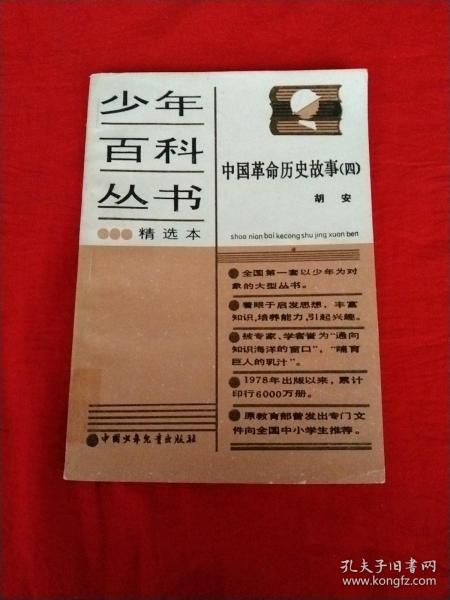 少年
百科
丛书
精选本
中国革命历史故事(四)
胡安
shao nian bai kecong shu jing xuan ben
全国第一套以少年为对
象的大型丛书。
着眼于启发思想，丰富
知识,培养能力,引起兴趣。
被专家、学者誉为“通向
知识海洋的窗口”，“哺育
巨人的乳汁”。
1978年出版以来，累计
印行6000万册。
原教育部曾发出专门文
件向全国中小学生推荐。
中国少年儿童出版社
孔夫子旧书网
www.kongfz.com